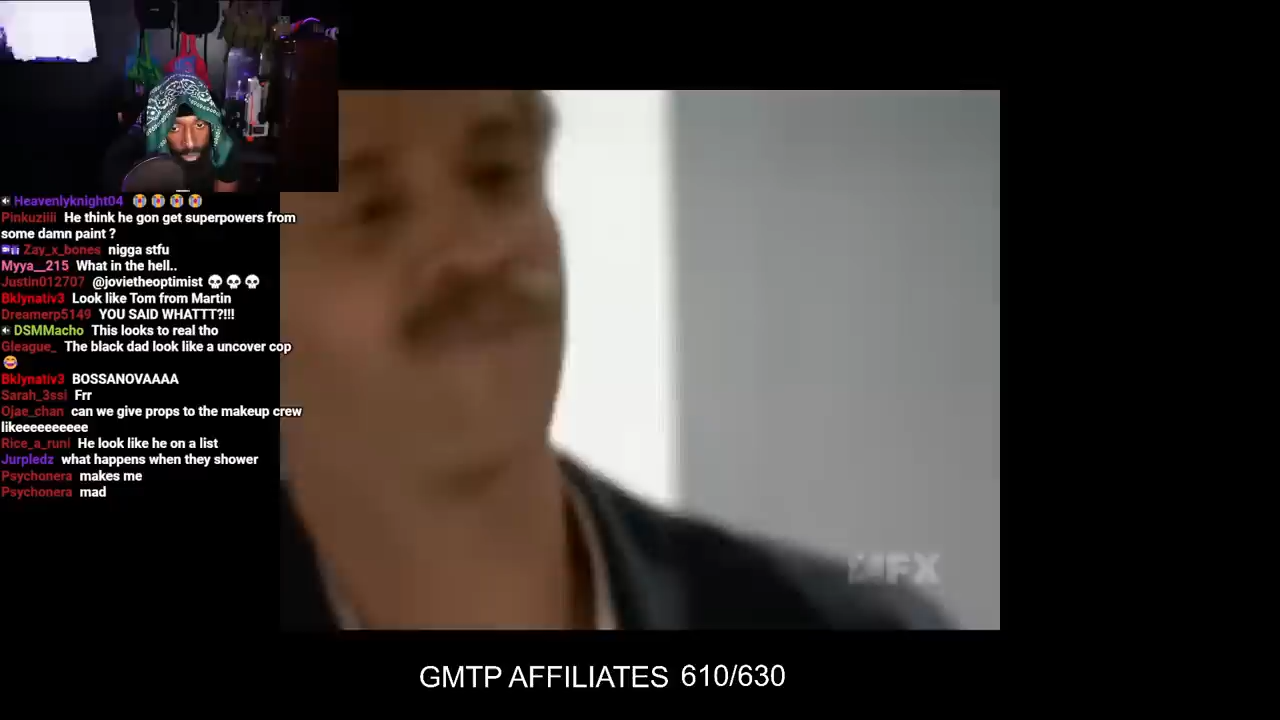 Heavenlyknight04 😭 😭 😭 😭
Pinkuziiii He think he gon get superpowers from
some damn paint ?
Zay_x_bones nigga stfu
Myya__215 What in the hell..
Justin012707 @jovietheoptimist 💀 💀 💀
Bklynativ3 Look like Tom from Martin
Dreamerp5149 YOU SAID WHATTT?!!!
DSMMacho This looks to real tho
Gleague_ The black dad look like a uncover cop
😆
Bklynativ3 BOSSANOVAAAA
Sarah_3ssi Frr
Ojae_chan can we give props to the makeup crew
likeeeeeeeeee
Rice_a_runi He look like he on a list
Jurpledz what happens when they shower
Psychonera makes me
Psychonera mad
FX
GMTP AFFILIATES 610/630